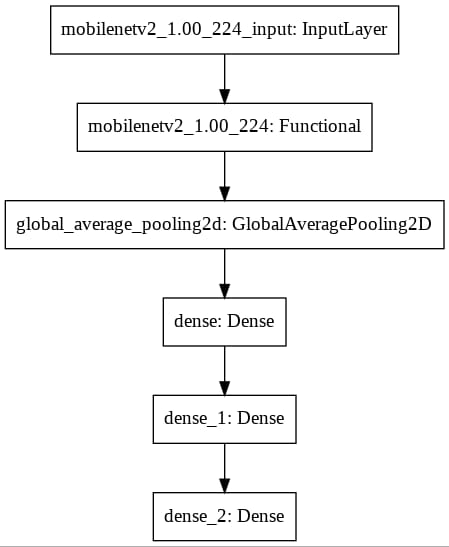 mobilenetv2_1.00_224_input: InputLayer
mobilenetv2_1.00_224: Functional
global_average_pooling2d: GlobalAveragePooling2D
dense: Dense
dense_1: Dense
dense_2: Dense